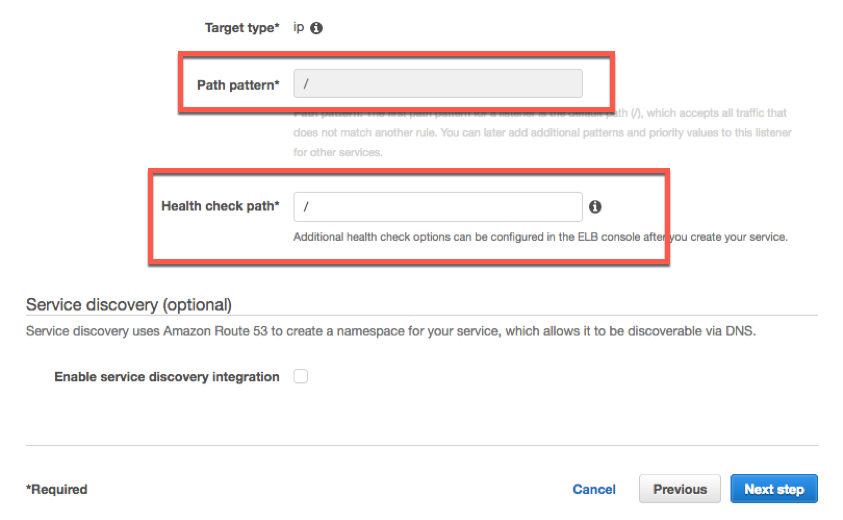 Target type* ip
Path pattern* /
Path pattern. The first path pattern for a listener is the default path (/), which accepts all traffic that
does not match another rule. You can later add additional patterns and priority values to this listener
for other services.
Health check path* /
Additional health check options can be configured in the ELB console after you create your service.
Service discovery (optional)
Service discovery uses Amazon Route 53 to create a namespace for your service, which allows it to be discoverable via DNS.
Enable service discovery integration
*Required Cancel Previous Next step